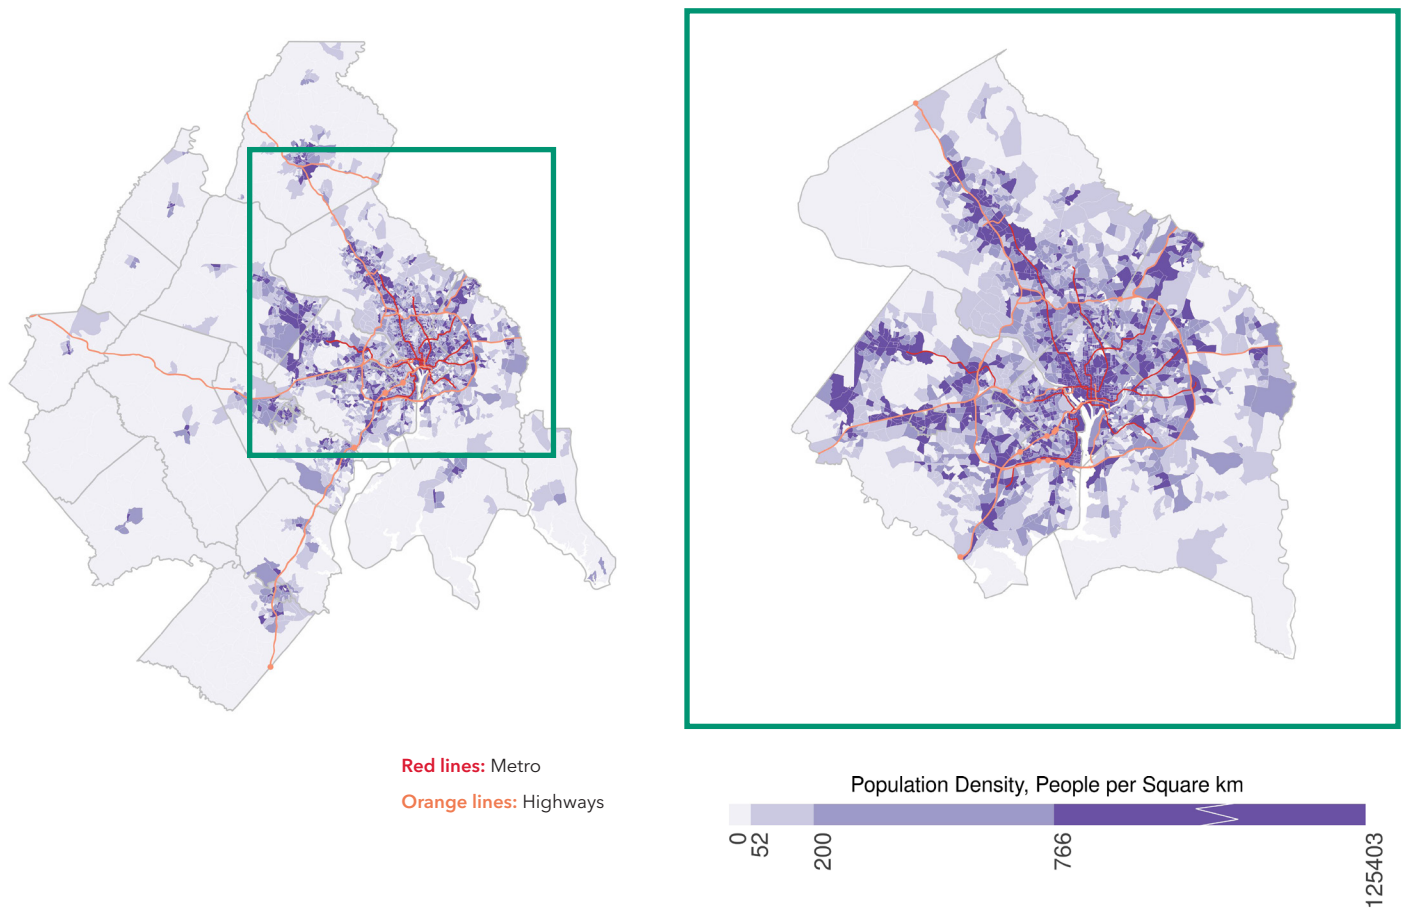 Red lines: Metro
Orange lines: Highways
Population Density, People per Square km
0
52
200
766
125403